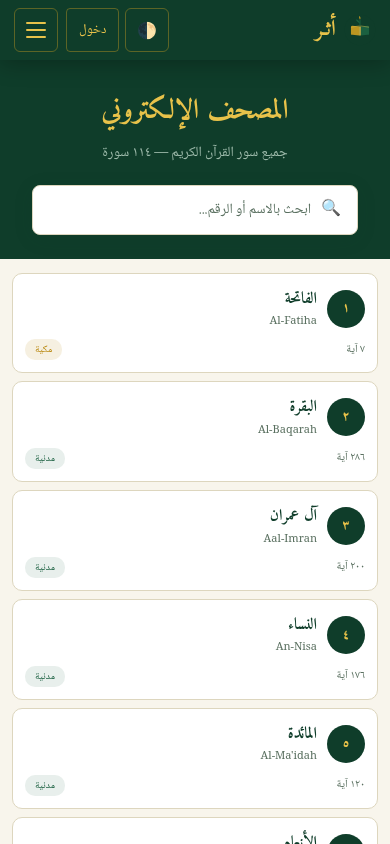 أثر
دخول
المصحف الإلكتروني
جميع سور القرآن الكريم — ١١٤ سورة
ابحث بالاسم أو الرقم...
١
الفاتحة
Al-Fatiha
٧ آية
مكية
٢
البقرة
Al-Baqarah
٢٨٦ آية
مدنية
٣
آل عمران
Aal-Imran
٢٠٠ آية
مدنية
٤
النساء
An-Nisa
١٧٦ آية
مدنية
٥
المائدة
Al-Ma'idah
١٢٠ آية
مدنية
الأنعام